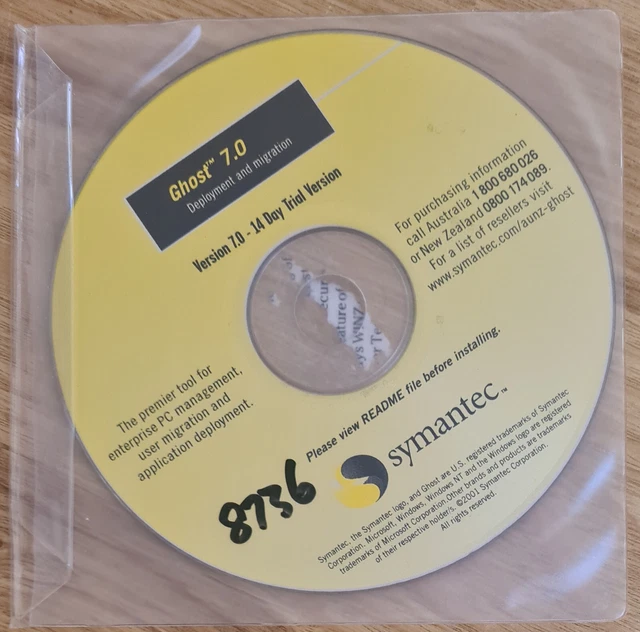 Ghost™ 7.0
Deployment and migration
Version 7.0 - 14 Day Trial Version
For purchasing information
call Australia 1 800 680 026
or New Zealand 0800 174 089.
For a list of resellers visit
www.symantec.com/aunz-ghost
The premier tool for
enterprise PC management,
user migration and
application deployment.
Please view README file before installing.
symantec™
8736
Symantec, the Symantec logo, and Ghost are U.S. registered trademarks of Symantec
Corporation. Microsoft, Windows, Windows NT and the Windows logo are registered
trademarks of Microsoft Corporation.Other brands and products are trademarks
of their respective holder/s. ©2001 Symantec Corporation.
All rights reserved.